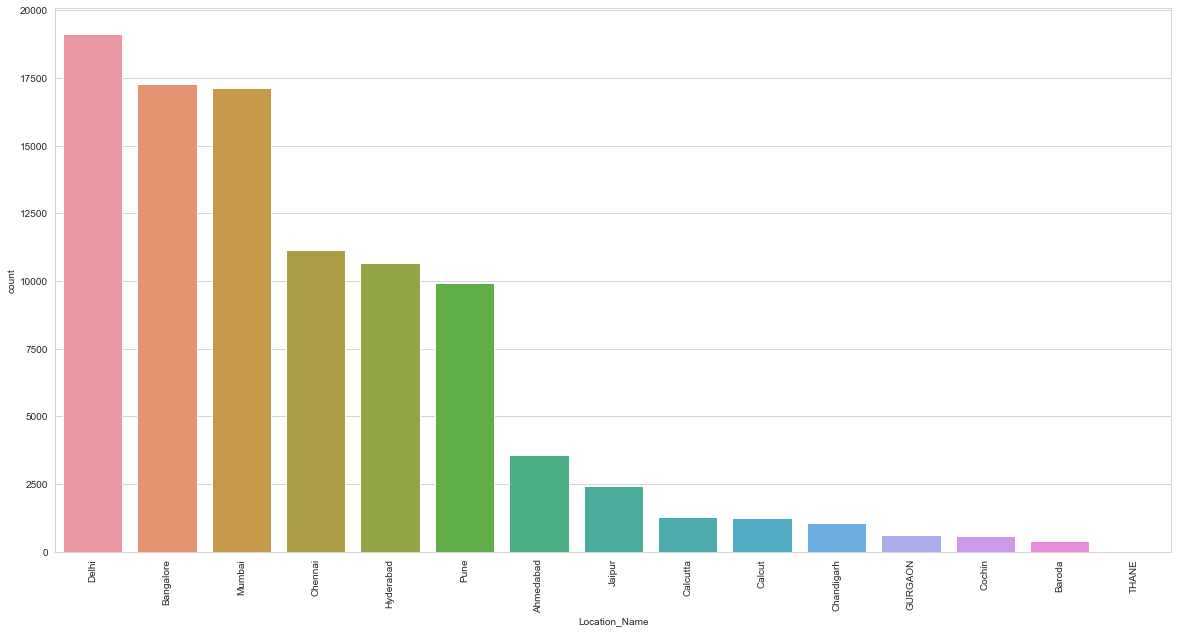 20000
17500
15000
12500
10000
7500
5000
2500
0
count
Delhi
Bangalore
Mumbai
Chennai
Hyderabad
Pune
Ahmedabad
Jaipur
Calcutta
Calcut
Chandigarh
GURGAON
Cochin
Baroda
THANE
Location_Name